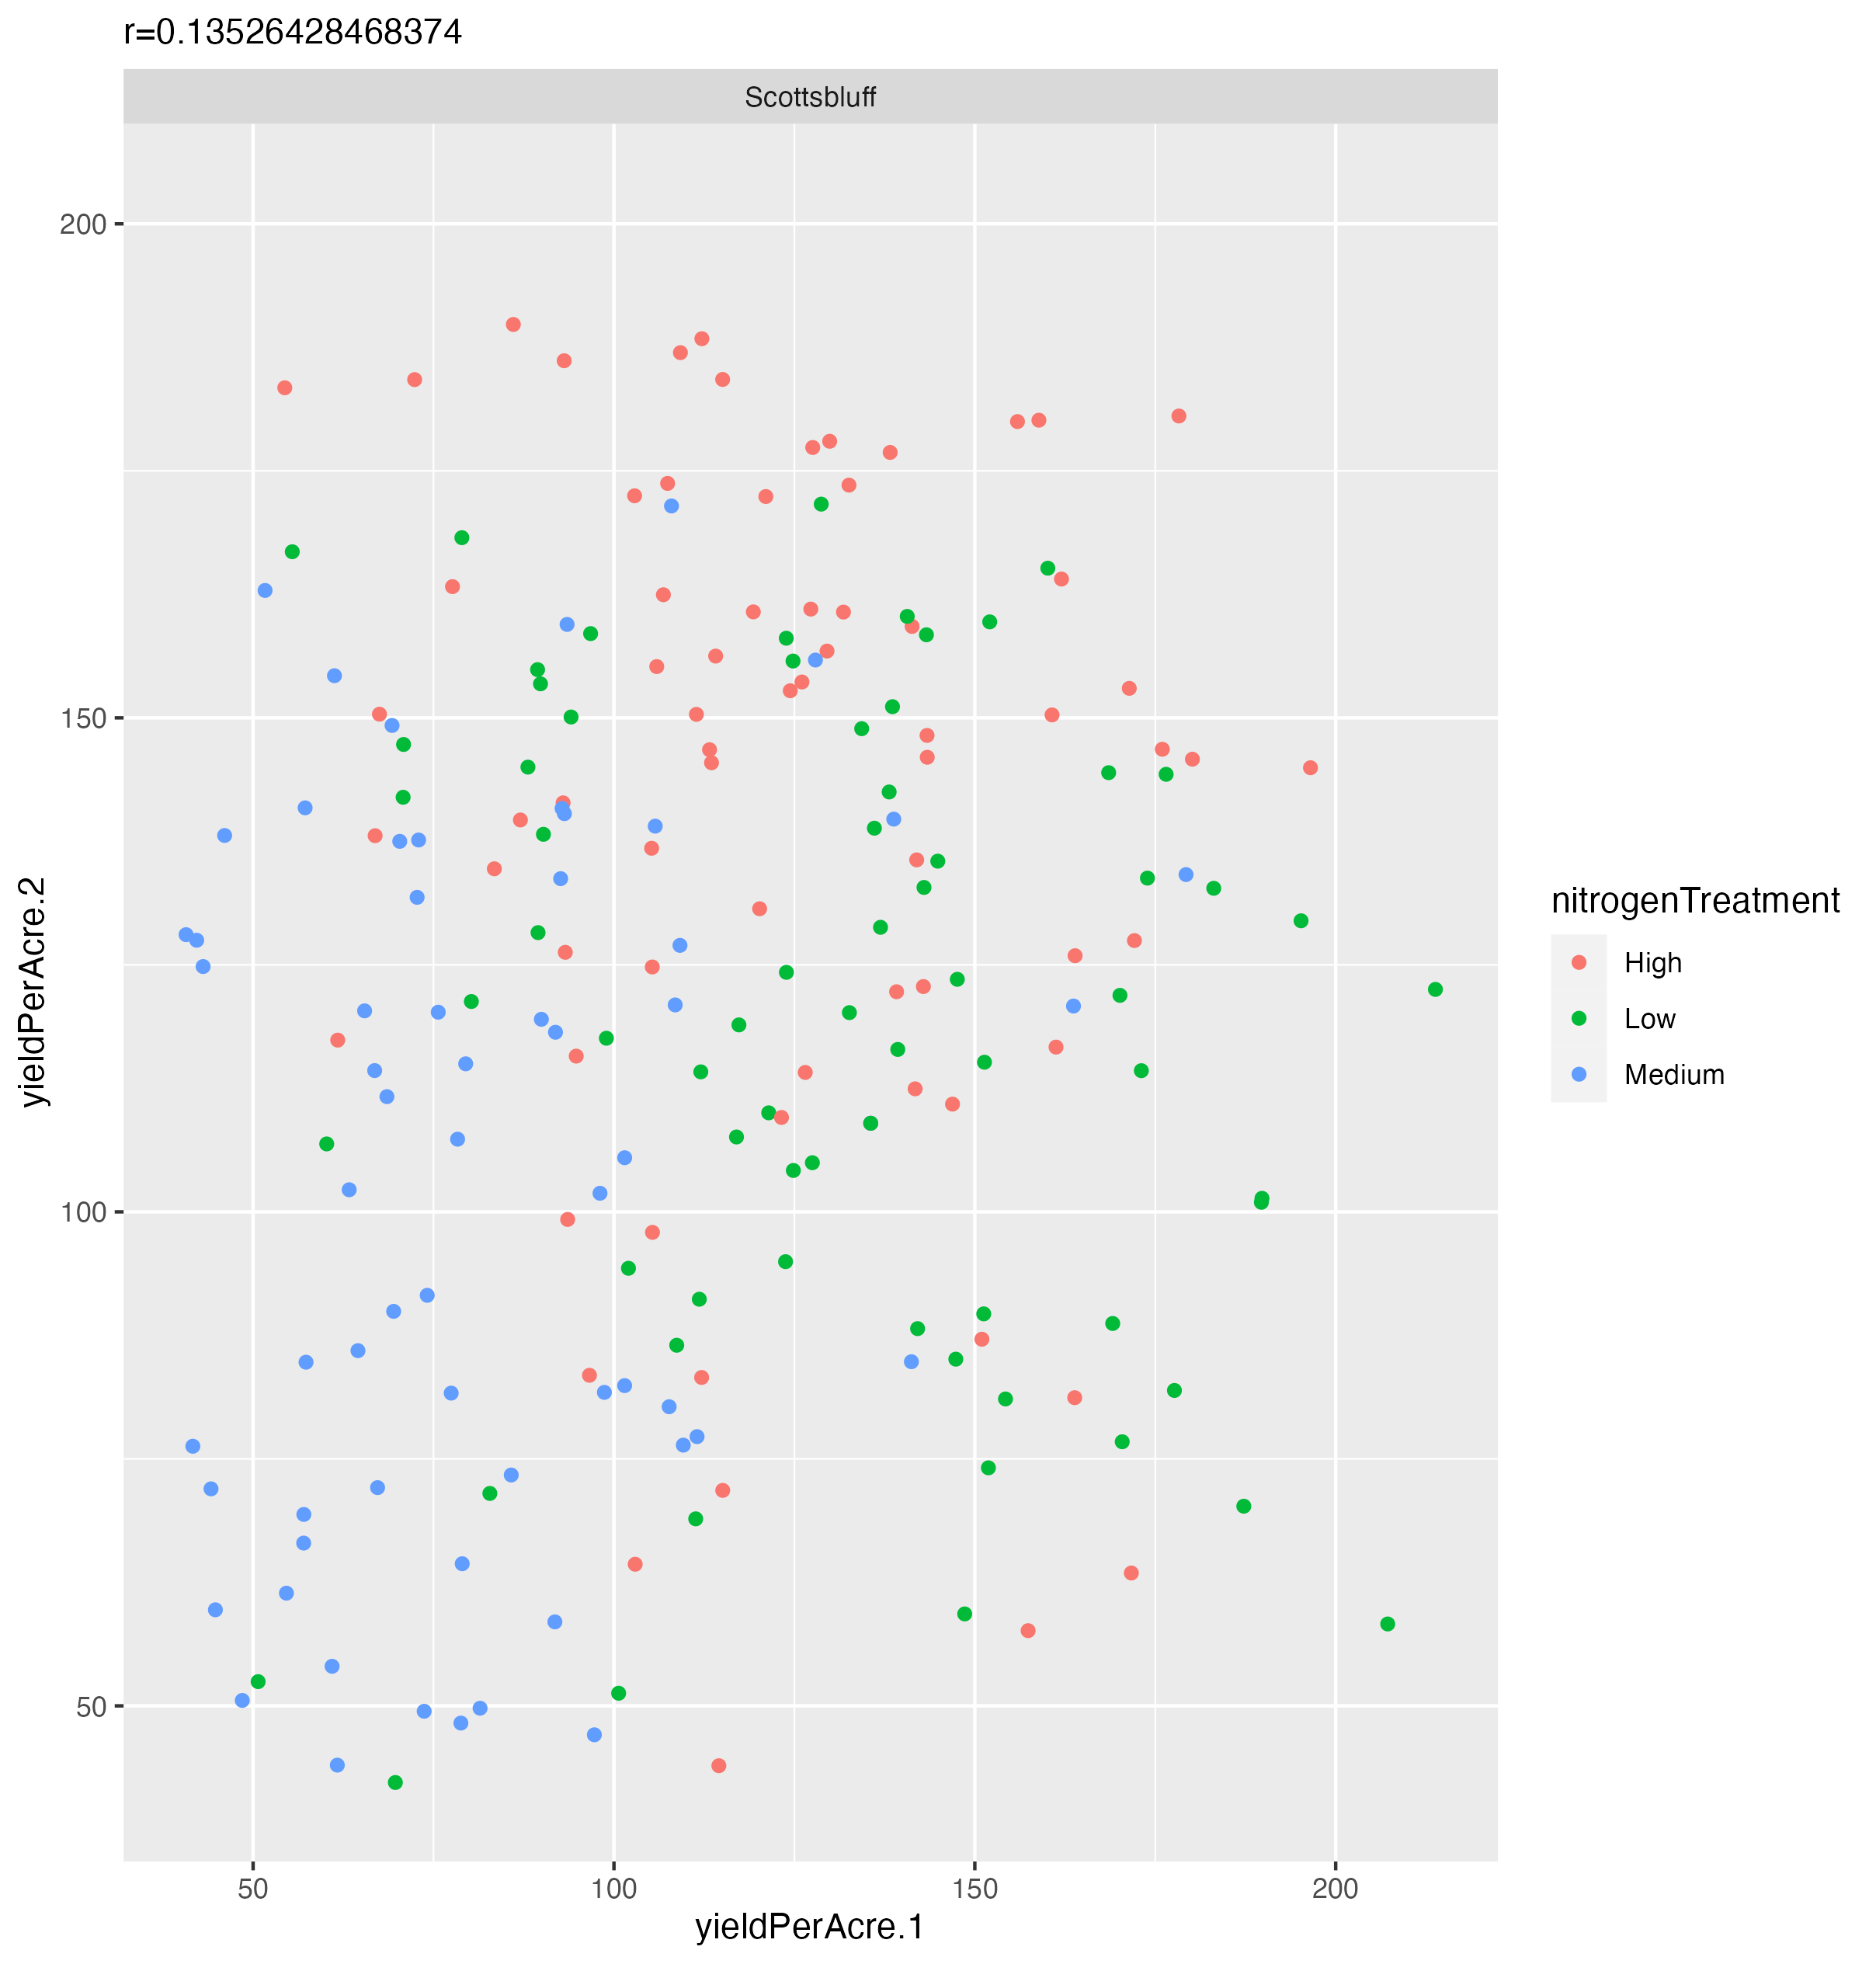 r=0.13526428468374
Scottsbluff
200
150
100
50
yieldPerAcre.2
50
100
150
200
yieldPerAcre.1
nitrogenTreatment
High
Low
Medium